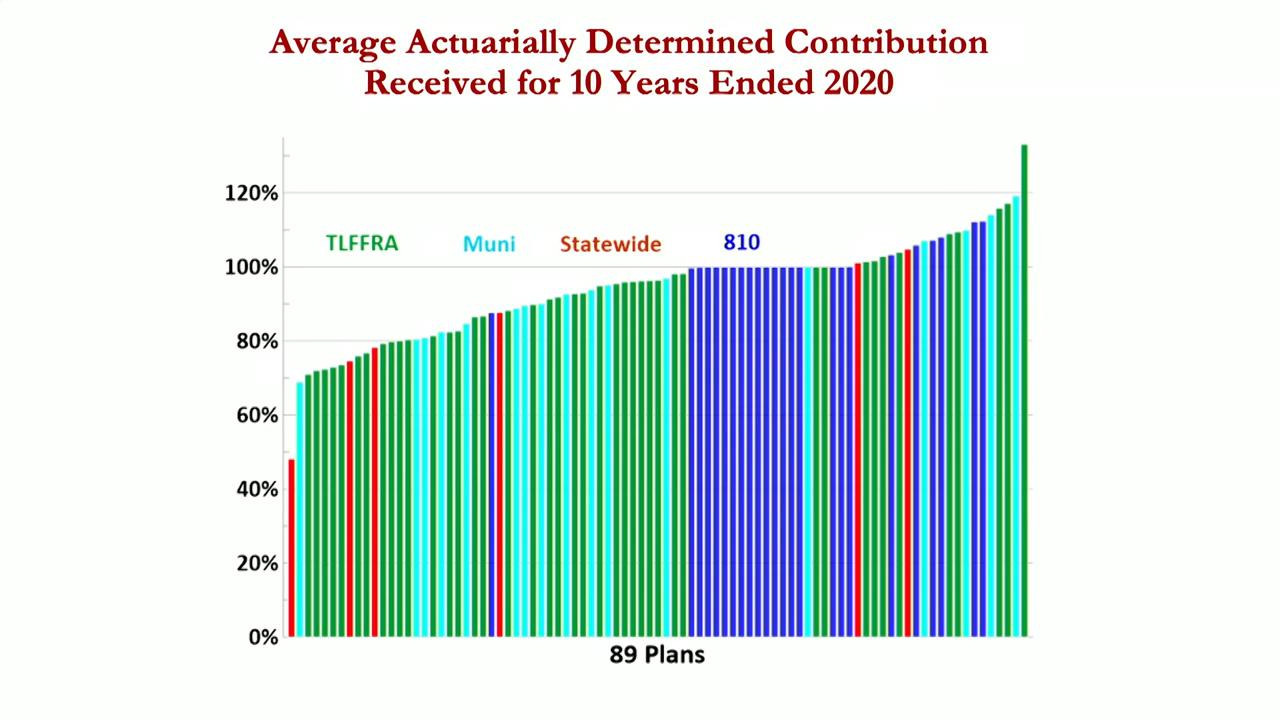 Average Actuarially Determined Contribution
Received for 10 Years Ended 2020
120%
TLFFRA Muni Statewide 810
100%
80%
60%
40%
20%
0%
89 Plans